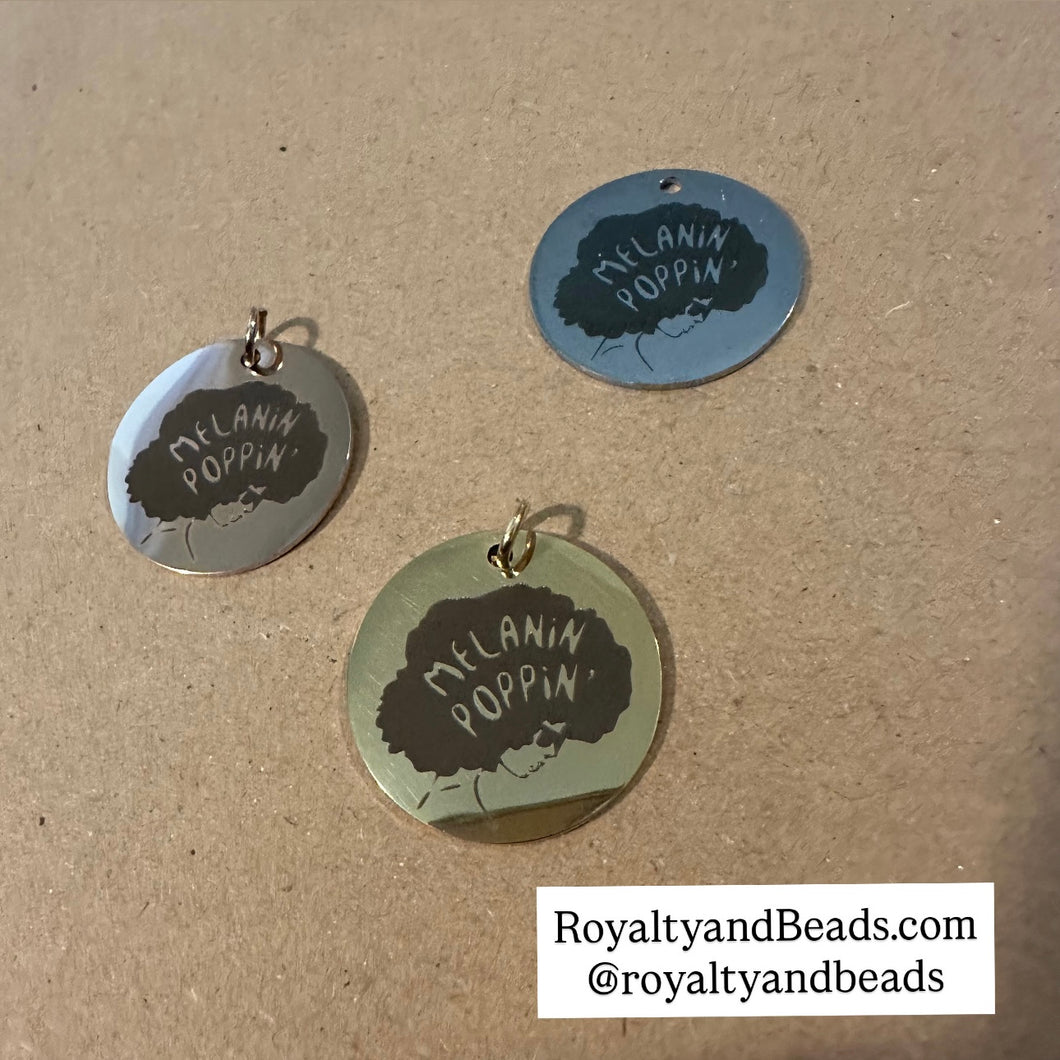 MELANiN
POPPiN'
MELANiN
POPPiN'
MELANiN
POPPiN'
RoyaltyandBeads.com
@royaltyandbeads